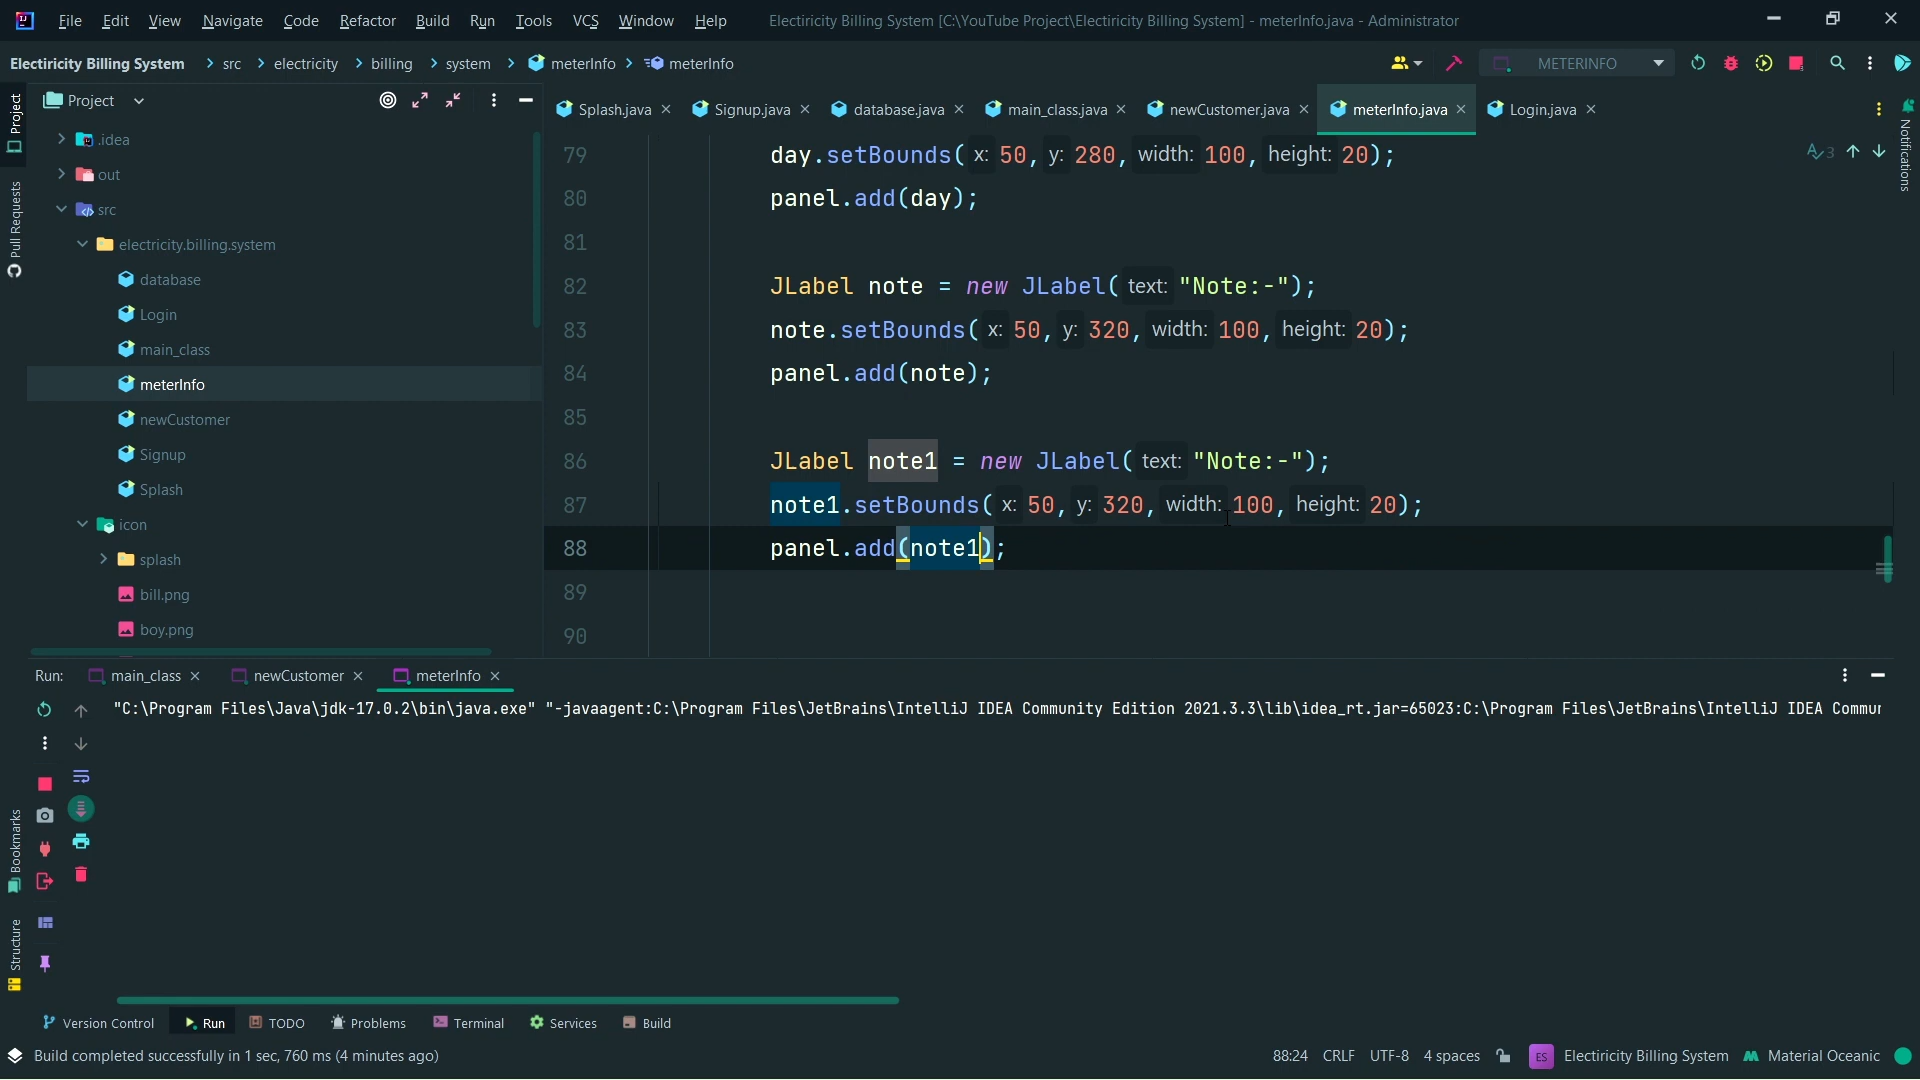 File Edit View Navigate Code Refactor Build Run Tools VCS Window Help Electiricity Billing System [C:\YouTube Project\Electiricity Billing System] - meterInfo.java - Administrator
Electiricity Billing System src electricity billing system meterInfo meterInfo METERINFO
Project
Splash.java Signup.java database.java main_class.java newCustomer.java meterInfo.java Login.java
Project
Pull Requests
Bookmarks
Structure
Notifications
.idea
out
src
electricity.billing.system
database
Login
main_class
meterInfo
newCustomer
Signup
Splash
icon
splash
bill.png
boy.png
3
79 day.setBounds( x: 50, y: 280, width: 100, height: 20);
80 panel.add(day);
81
82 JLabel note = new JLabel( text: "Note:-");
83 note.setBounds( x: 50, y: 320, width: 100, height: 20);
84 panel.add(note);
85
86 JLabel note1 = new JLabel( text: "Note:-");
87 note1.setBounds( x: 50, y: 320, width: 100, height: 20);
88 panel.add(note1);
89
90
Run: main_class newCustomer meterInfo
"C:\Program Files\Java\jdk-17.0.2\bin\java.exe" "-javaagent:C:\Program Files\JetBrains\IntelliJ IDEA Community Edition 2021.3.3\lib\idea_rt.jar=65023:C:\Program Files\JetBrains\IntelliJ IDEA Commun
Version Control Run TODO Problems Terminal Services Build
Build completed successfully in 1 sec, 760 ms (4 minutes ago) 88:24 CRLF UTF-8 4 spaces ES Electiricity Billing System Material Oceanic